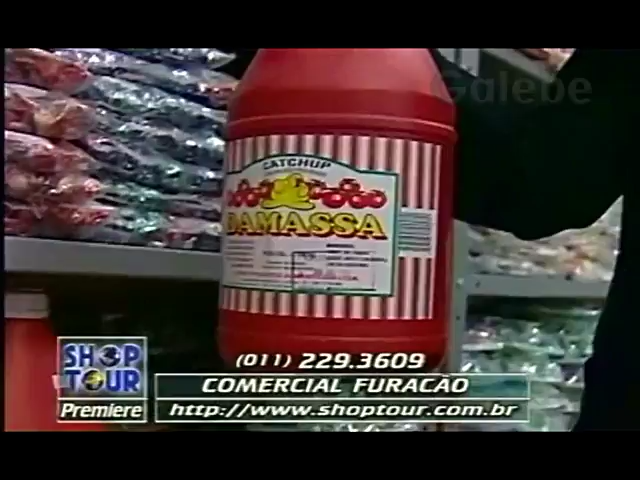 Galebe
CATCHUP
DAMASSA
(011) 229.3609
SHOP TOUR
COMERCIAL FURACÃO
Premiere
http://www.shoptour.com.br